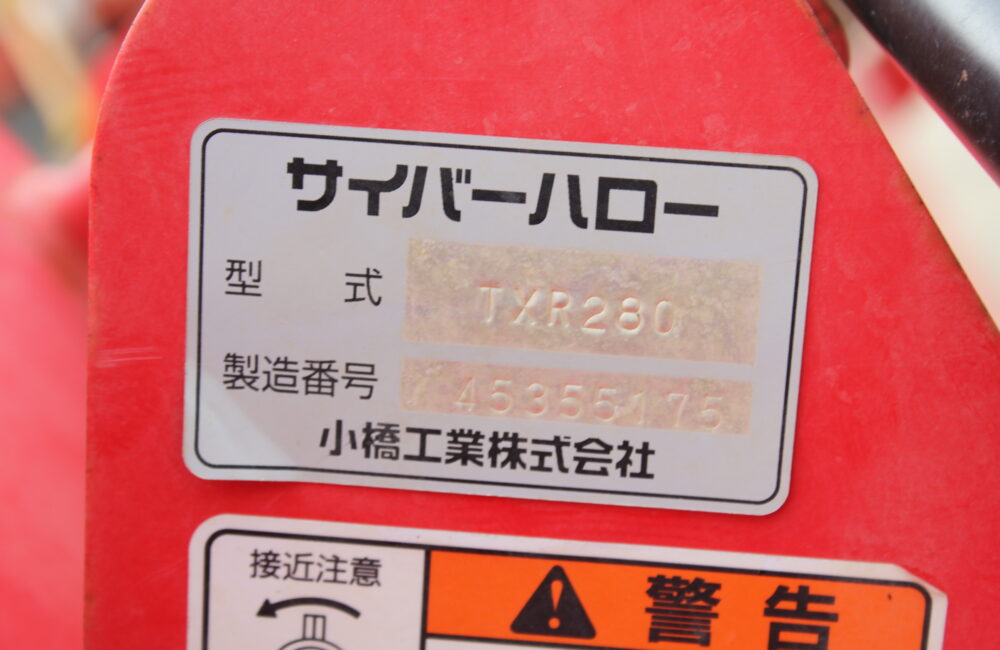 サイバーハロー
型 式 TXR280
製造番号 45355175
小橋工業株式会社
接近注意
警告